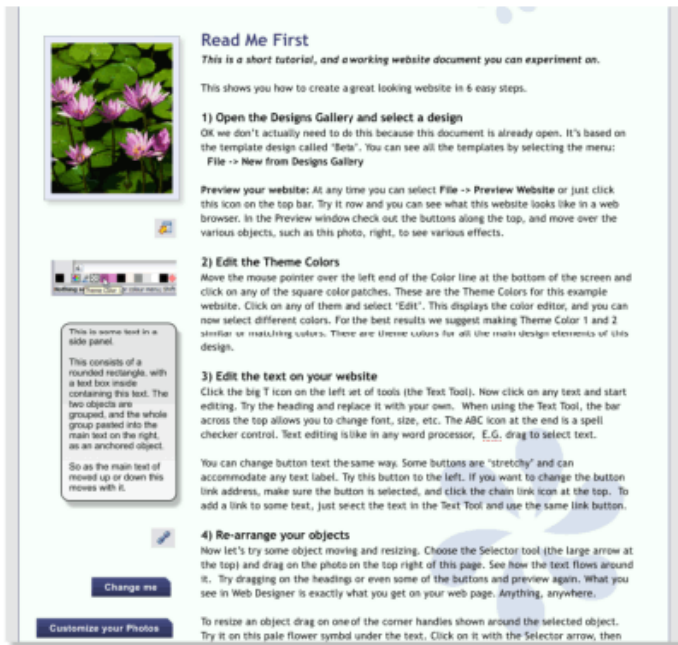 Read Me First
This is a short tutorial, and a working website document you can experiment on.
This shows you how to create a great looking website in 6 easy steps.
1) Open the Designs Gallery and select a design
OK we don't actually need to do this because this document is already open. It's based on
the template design called "Beta". You can see all the templates by selecting the menu:
File -> New from Designs Gallery
Preview your website: At any time you can select File -> Preview Website or just click
this icon on the top bar. Try it now and you can see what this website looks like in a web
browser. In the Preview window check out the buttons along the top, and move over the
various objects, such as this photo, right, to see various effects.
2) Edit the Theme Colors
Move the mouse pointer over the left end of the Color line at the bottom of the screen and
click on any of the square color patches. These are the Theme Colors for this example
website. Click on any of them and select "Edit". This displays the color editor, and you can
now select different colors. For the best results we suggest making Theme Color 1 and 2
similar or matching colors. There are theme colors for all the main design elements of this
design.
Theme Color
This is some text in a
side panel.
This consists of a
rounded rectangle, with
a text box inside
containing this text. The
two objects are
grouped, and the whole
group pasted into the
main text on the right,
as an anchored object.
So as the main text of
moved up or down this
moves with it.
3) Edit the text on your website
Click the big T icon on the left set of tools (the Text Tool). Now click on any text and start
editing. Try the heading and replace it with your own. When using the Text Tool, the bar
across the top allows you to change font, size, etc. The ABC icon at the end is a spell
checker control. Text editing is like in any word processor, E.G. drag to select text.
You can change button text the same way. Some buttons are "stretchy" and can
accommodate any text label. Try this button to the left. If you want to change the button
link address, make sure the button is selected, and click the chain link icon at the top. To
add a link to some text, just select the text in the Text Tool and use the same link button.
4) Re-arrange your objects
Now let's try some object moving and resizing. Choose the Selector tool (the large arrow at
the top) and drag on the photo on the top right of this page. See how the text flows around
it. Try dragging on the headings or even some of the buttons and preview again. What you
see in Web Designer is exactly what you get on your web page. Anything, anywhere.
Change me
Customize your Photos
To resize an object drag on one of the corner handles shown around the selected object.
Try it on this pale flower symbol under the text. Click on it with the Selector arrow, then